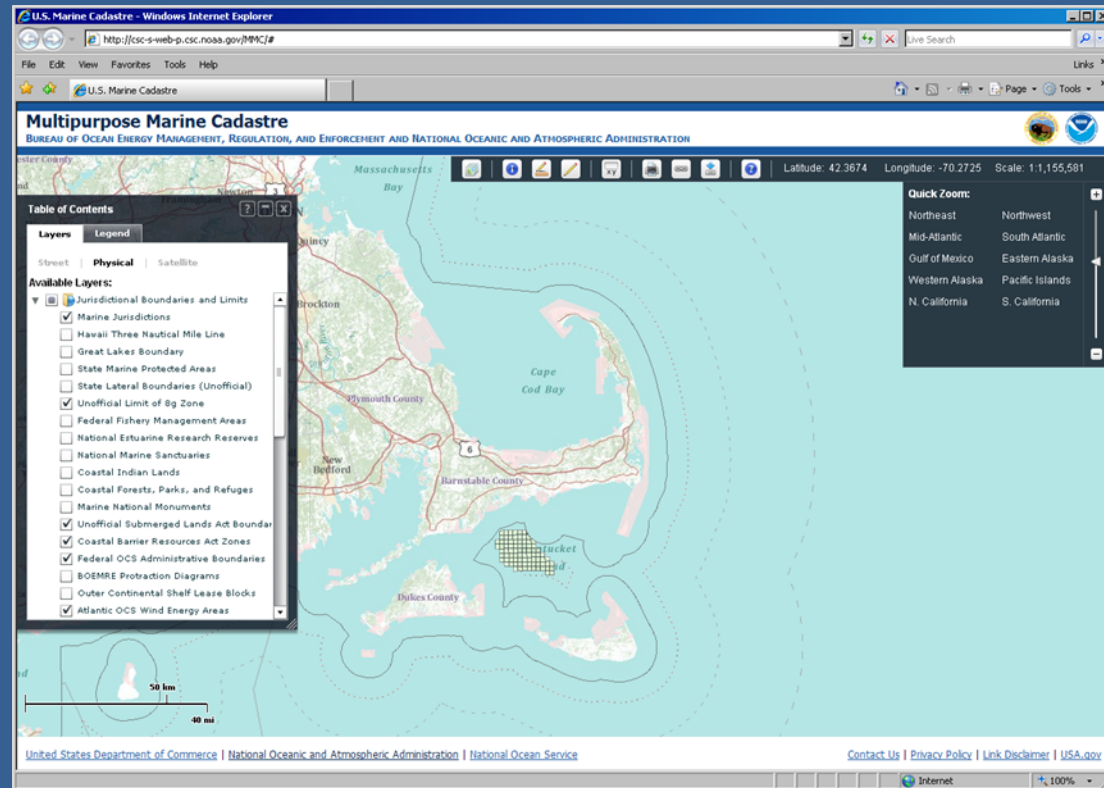 U.S. Marine Cadastre - Windows Internet Explorer
http://csc-s-web-p.csc.noaa.gov/MMC/#
Live Search
File Edit View Favorites Tools Help
Links
U.S. Marine Cadastre
Page Tools
Multipurpose Marine Cadastre
BUREAU OF OCEAN ENERGY MANAGEMENT, REGULATION, AND ENFORCEMENT AND NATIONAL OCEANIC AND ATMOSPHERIC ADMINISTRATION
Latitude: 42.3674 Longitude: -70.2725 Scale: 1:1,155,581
Quick Zoom:
Northeast Northwest
Mid-Atlantic South Atlantic
Gulf of Mexico Eastern Alaska
Western Alaska Pacific Islands
N. California S. California
Table of Contents
Layers Legend
Street | Physical | Satellite
Available Layers:
Jurisdictional Boundaries and Limits
Marine Jurisdictions
Hawaii Three Nautical Mile Line
Great Lakes Boundary
State Marine Protected Areas
State Lateral Boundaries (Unofficial)
Unofficial Limit of 8g Zone
Federal Fishery Management Areas
National Estuarine Research Reserves
National Marine Sanctuaries
Coastal Indian Lands
Coastal Forests, Parks, and Refuges
Marine National Monuments
Unofficial Submerged Lands Act Boundar
Coastal Barrier Resources Act Zones
Federal OCS Administrative Boundaries
BOEMRE Protraction Diagrams
Outer Continental Shelf Lease Blocks
Atlantic OCS Wind Energy Areas
ester County
Massachusetts
Bay
Newton
3
Framingham
Quincy
Brockton
Cape
Cod Bay
Plymouth County
6
New
Bedford
Barnstable County
tucket
nd
Dukes County
50 km
40 mi
United States Department of Commerce | National Oceanic and Atmospheric Administration | National Ocean Service
Contact Us | Privacy Policy | Link Disclaimer | USA.gov
Internet
100%